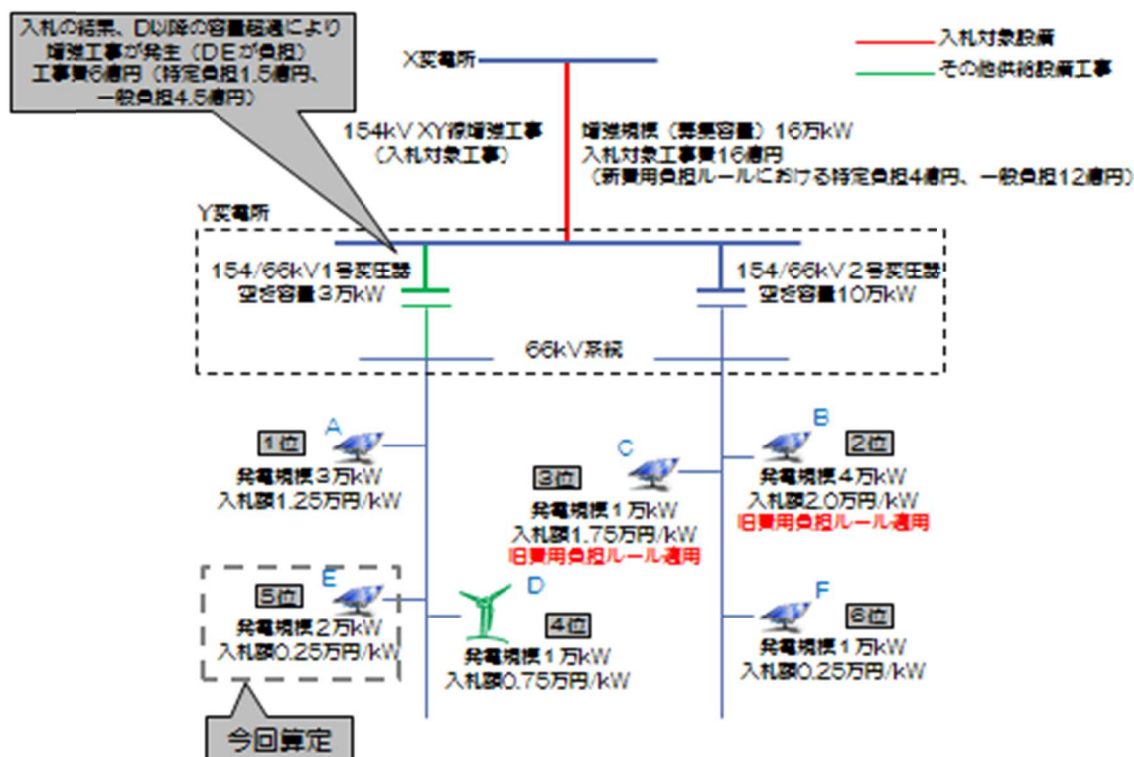 入札の結果、D以降の容量超過により
増強工事が発生（DEが負担）
工事費6億円（特定負担1.5億円、
一般負担4.5億円）
X変電所
入札対象設備
その他供給設備工事
154kV XY線増強工事
（入札対象工事）
増強規模（募集容量）16万kW
入札対象工事費16億円
（新費用負担ルールにおける特定負担4億円、一般負担12億円）
Y変電所
154/66kV1号変圧器
空き容量3万kW
154/66kV2号変圧器
空き容量10万kW
66kV系統
1位
A
発電規模3万kW
入札額1.25万円/kW
3位
C
発電規模1万kW
入札額1.75万円/kW
旧費用負担ルール適用
B
2位
発電規模4万kW
入札額2.0万円/kW
旧費用負担ルール適用
5位
E
発電規模2万kW
入札額0.25万円/kW
D
4位
発電規模1万kW
入札額0.75万円/kW
F
6位
発電規模1万kW
入札額0.25万円/kW
今回算定